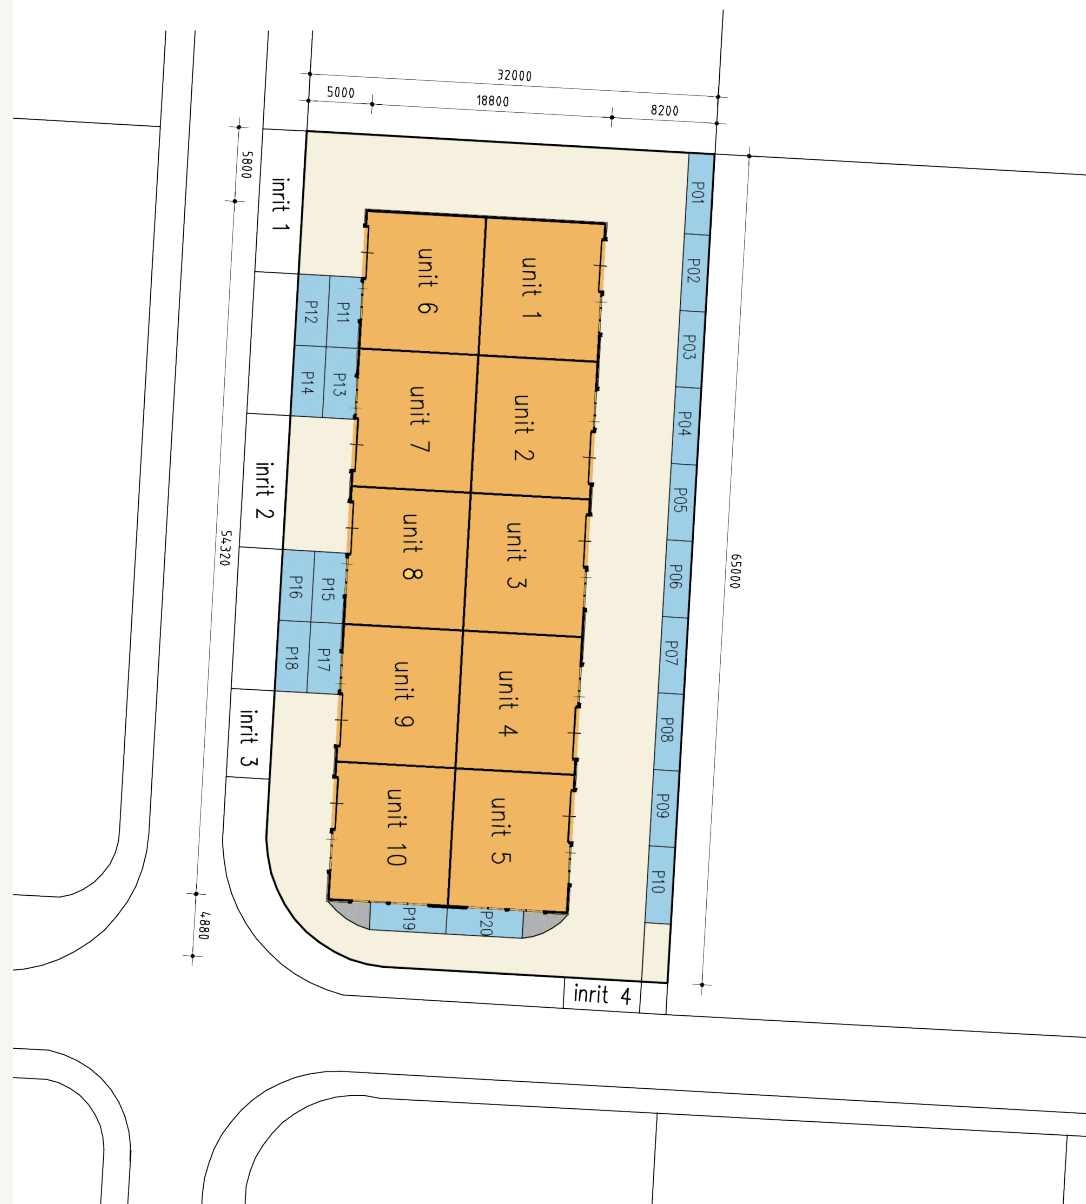 32000
5000
18800
8200
5800
inrit 1
P01
P02
P03
P04
P05
P06
P07
P08
P09
P10
unit 6
unit 1
P12
P11
P14
P13
unit 7
unit 2
inrit 2
unit 8
unit 3
54320
65000
P16
P15
P18
P17
unit 9
unit 4
inrit 3
unit 10
unit 5
P19
P20
4880
inrit 4